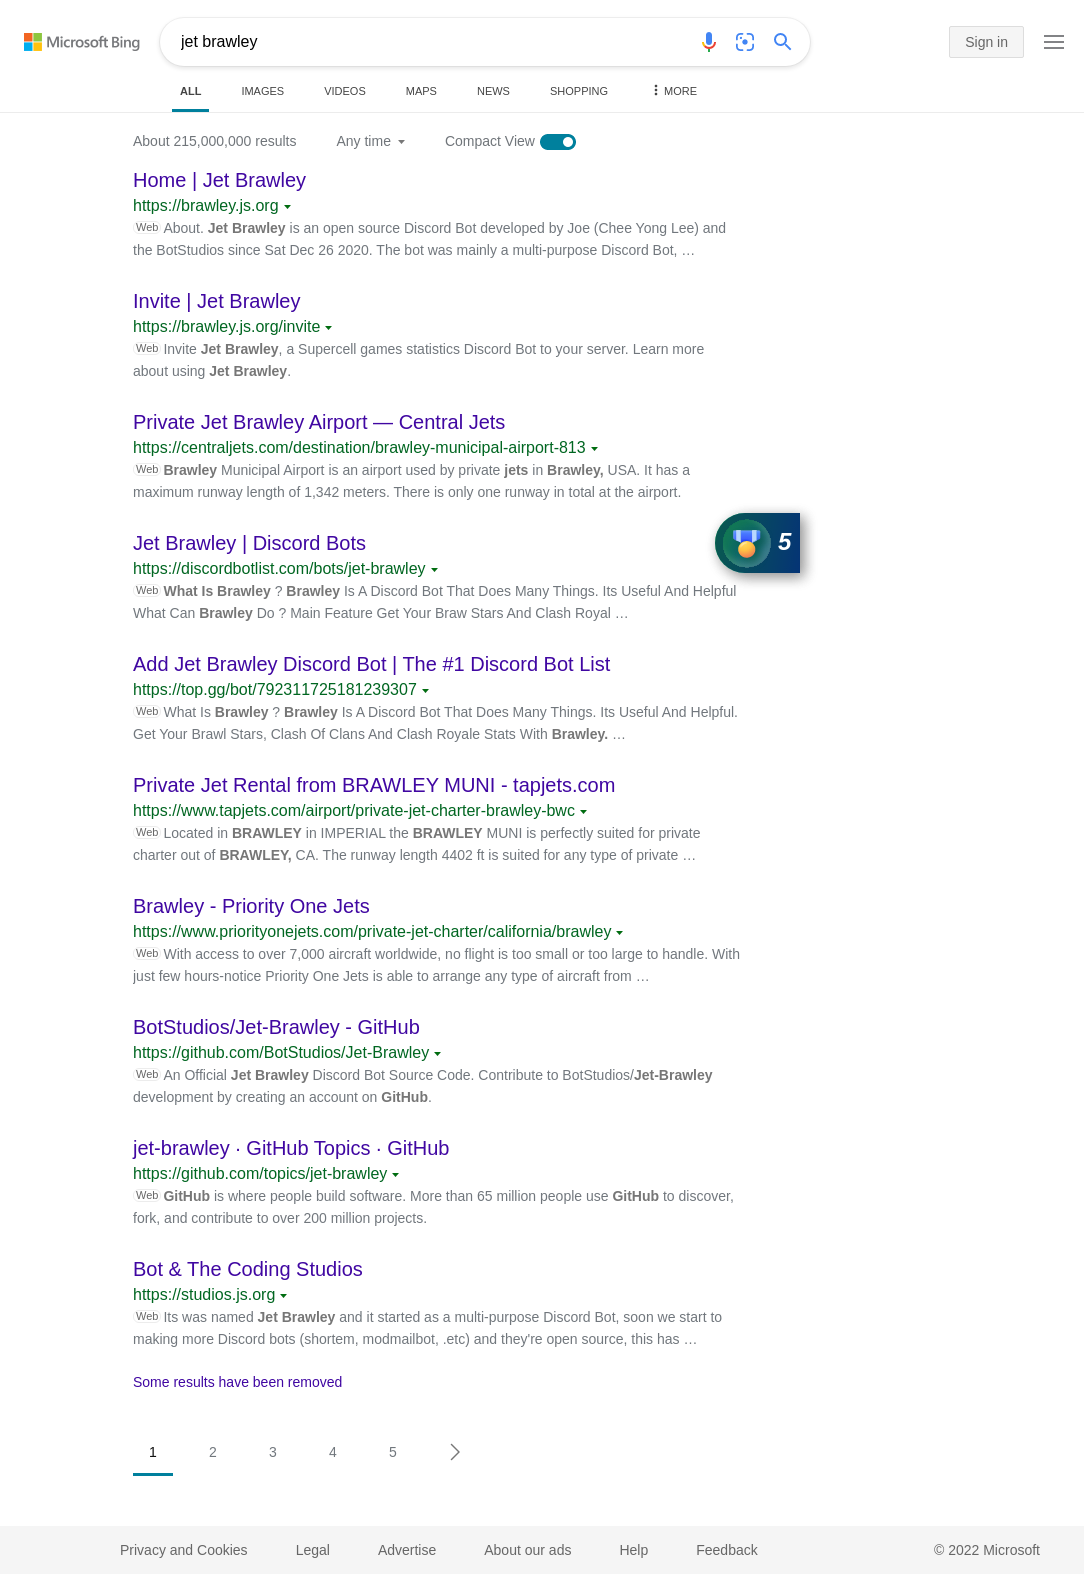 Microsoft Bing
jet brawley
Sign in
ALL IMAGES VIDEOS MAPS NEWS SHOPPING MORE
About 215,000,000 results Any time Compact View
Home | Jet Brawley
https://brawley.js.org
Web About. Jet Brawley is an open source Discord Bot developed by Joe (Chee Yong Lee) and
the BotStudios since Sat Dec 26 2020. The bot was mainly a multi-purpose Discord Bot, …
Invite | Jet Brawley
https://brawley.js.org/invite
Web Invite Jet Brawley, a Supercell games statistics Discord Bot to your server. Learn more
about using Jet Brawley.
Private Jet Brawley Airport — Central Jets
https://centraljets.com/destination/brawley-municipal-airport-813
Web Brawley Municipal Airport is an airport used by private jets in Brawley, USA. It has a
maximum runway length of 1,342 meters. There is only one runway in total at the airport.
Jet Brawley | Discord Bots
5
https://discordbotlist.com/bots/jet-brawley
Web What Is Brawley ? Brawley Is A Discord Bot That Does Many Things. Its Useful And Helpful
What Can Brawley Do ? Main Feature Get Your Braw Stars And Clash Royal …
Add Jet Brawley Discord Bot | The #1 Discord Bot List
https://top.gg/bot/792311725181239307
Web What Is Brawley ? Brawley Is A Discord Bot That Does Many Things. Its Useful And Helpful.
Get Your Brawl Stars, Clash Of Clans And Clash Royale Stats With Brawley. …
Private Jet Rental from BRAWLEY MUNI - tapjets.com
https://www.tapjets.com/airport/private-jet-charter-brawley-bwc
Web Located in BRAWLEY in IMPERIAL the BRAWLEY MUNI is perfectly suited for private
charter out of BRAWLEY, CA. The runway length 4402 ft is suited for any type of private …
Brawley - Priority One Jets
https://www.priorityonejets.com/private-jet-charter/california/brawley
Web With access to over 7,000 aircraft worldwide, no flight is too small or too large to handle. With
just few hours-notice Priority One Jets is able to arrange any type of aircraft from …
BotStudios/Jet-Brawley - GitHub
https://github.com/BotStudios/Jet-Brawley
Web An Official Jet Brawley Discord Bot Source Code. Contribute to BotStudios/Jet-Brawley
development by creating an account on GitHub.
jet-brawley · GitHub Topics · GitHub
https://github.com/topics/jet-brawley
Web GitHub is where people build software. More than 65 million people use GitHub to discover,
fork, and contribute to over 200 million projects.
Bot & The Coding Studios
https://studios.js.org
Web Its was named Jet Brawley and it started as a multi-purpose Discord Bot, soon we start to
making more Discord bots (shortem, modmailbot, .etc) and they're open source, this has …
Some results have been removed
1 2 3 4 5
Privacy and Cookies Legal Advertise About our ads Help Feedback © 2022 Microsoft